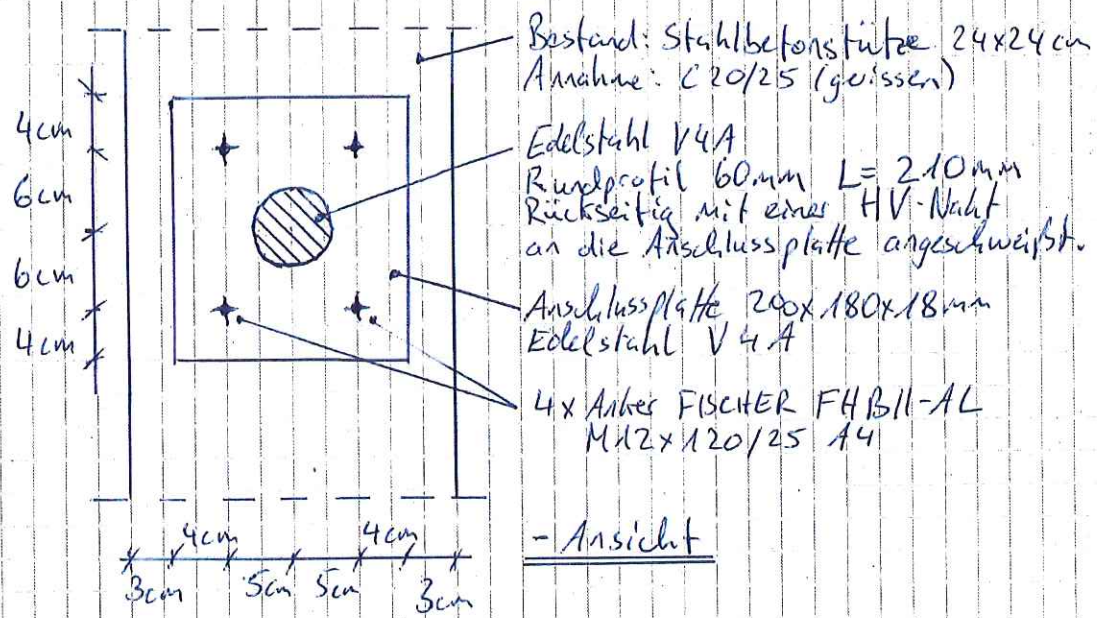 Bestand: Stahlbetonstütze 24x24 cm
Annahme: C20/25 (gerissen)
Edelstahl V4A
Rundprofil 60mm L= 210mm
Rückseitig mit einer HV-Naht
an die Anschlussplatte angeschweißt.
Anschlussplatte 200x180x18mm
Edelstahl V4A
4x Anker FISCHER FHB II-AL
M12x120/25 A4
- Ansicht
4cm
6cm
6cm
4cm
4cm
4cm
3cm
5cm
5cm
3cm